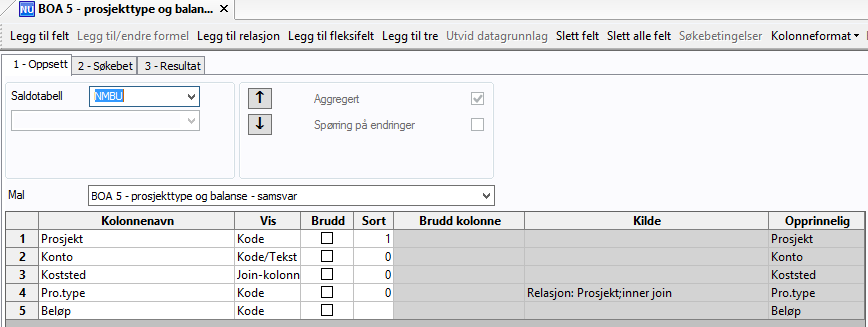 NU BOA 5 - prosjekttype og balan...
Legg til felt Legg til/endre formel Legg til relasjon Legg til fleksifelt Legg til tre Utvid datagrunnlag Slett felt Slett alle felt Søkebetingelser Kolonneformat
1 - Oppsett 2 - Søkebet 3 - Resultat
Saldotabell NMBU Aggregert
Spørring på endringer
Mal BOA 5 - prosjekttype og balanse - samsvar
Kolonnenavn Vis Brudd Sort Brudd kolonne Kilde Opprinnelig
1 Prosjekt Kode 1 Prosjekt
2 Konto Kode/Tekst 0 Konto
3 Koststed Join-kolonn 0 Koststed
4 Pro.type Kode 0 Relasjon: Prosjekt;inner join Pro.type
5 Beløp Kode Beløp